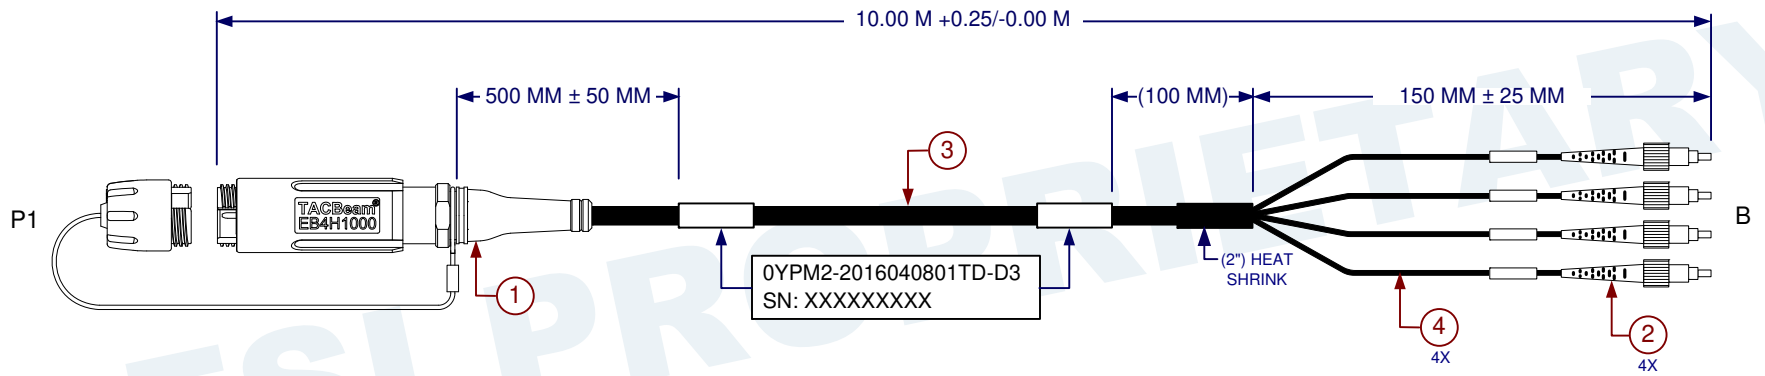 10.00 M +0.25/-0.00 M
500 MM ± 50 MM
(100 MM)
150 MM ± 25 MM
3
P1
TACBeam®
EB4H1000
B
(2") HEAT
SHRINK
0YPM2-2016040801TD-D3
SN: XXXXXXXXX
1
4
4X
2
4X
FSI PROPRIETARY